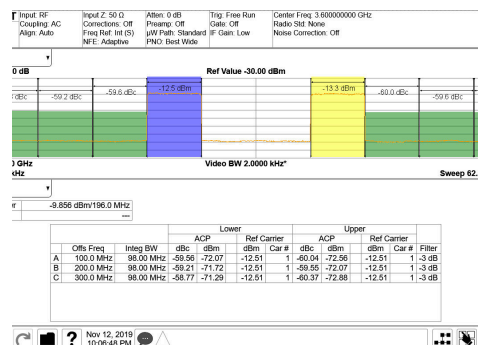 Input: RF Input Z: 50 Ω Atten: 0 dB Trig: Free Run Center Freq: 3.600000000 GHz
Coupling: AC Corrections: Off Preamp: Off Gate: Off Radio Std: None
Align: Auto Freq Ref: Int (S) µW Path: Standard IF Gain: Low Noise Correction: Off
NFE: Adaptive PNO: Best Wide
0 dB Ref Value -30.00 dBm
dBc -59.2 dBc -59.6 dBc -12.5 dBm -13.3 dBm -60.0 dBc -59.6 dBc
GHz Video BW 2.0000 kHz*
kHz Sweep 62.
-9.856 dBm/196.0 MHz
---
Lower Upper
ACP Ref Carrier ACP Ref Carrier
Offs Freq Integ BW dBc dBm dBm Car # dBc dBm dBm Car # Filter
A 100.0 MHz 98.00 MHz -59.56 -72.07 -12.51 1 -60.04 -72.56 -12.51 1 -3 dB
B 200.0 MHz 98.00 MHz -59.21 -71.72 -12.51 1 -59.55 -72.07 -12.51 1 -3 dB
C 300.0 MHz 98.00 MHz -58.77 -71.29 -12.51 1 -60.37 -72.88 -12.51 1 -3 dB
? Nov 12, 2019
10:06:48 PM